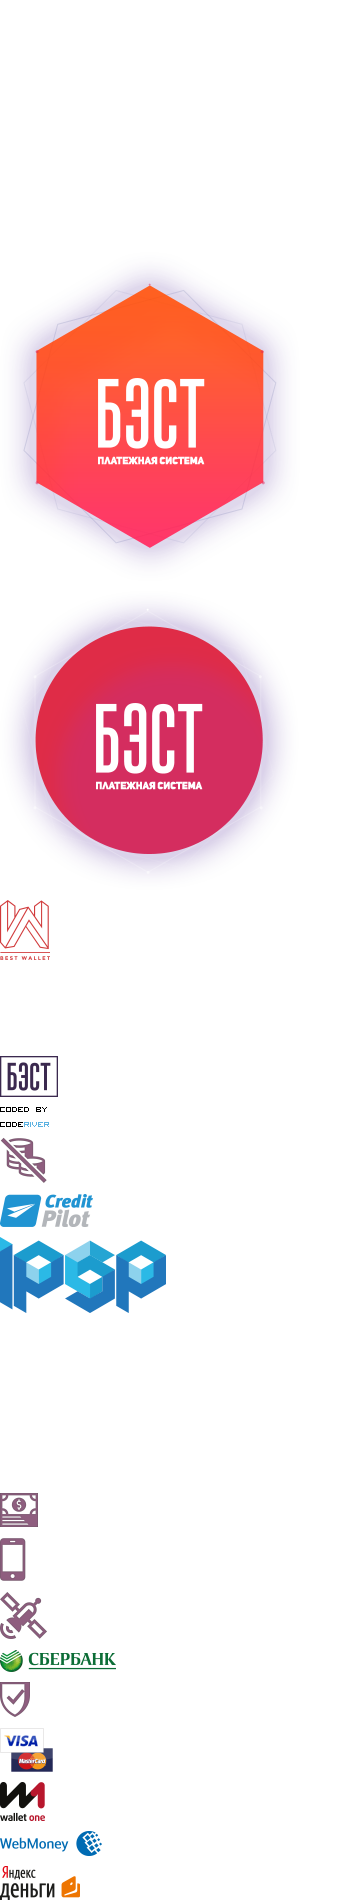 БЭСТ
ПЛАТЕЖНАЯ СИСТЕМА
БЭСТ
ПЛАТЕЖНАЯ СИСТЕМА
BEST WALLET
БЭСТ
CODED BY
CODERIVER
Credit
Pilot
ipsp
$
СБЕРБАНК
VISA
MasterCard
wallet one
WebMoney
Яндекс
деньги